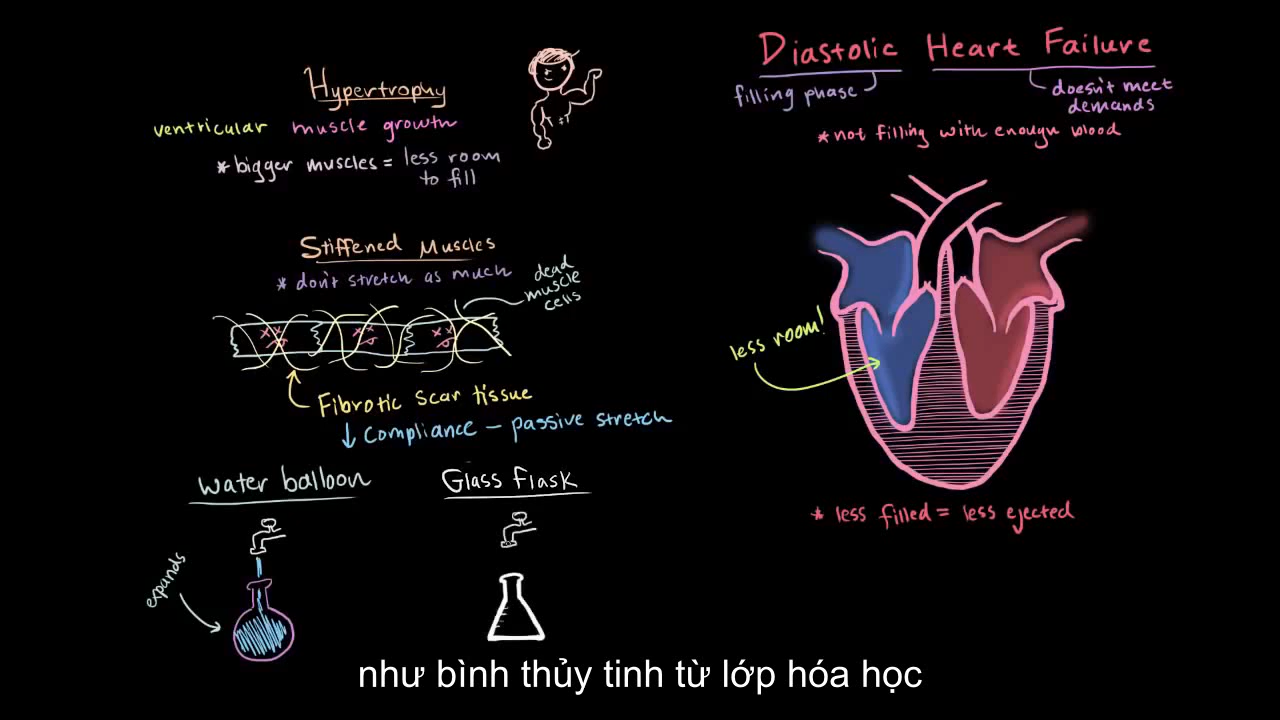 Hypertrophy
ventricular muscle growth
* bigger muscles = less room
to fill
Stiffened Muscles
* don't stretch as much
dead
muscle
cells
Fibrotic scar tissue
↓ Compliance – passive stretch
water balloon
Glass flask
expands
Diastolic Heart Failure
filling phase
doesn't meet
demands
* not filling with enough blood
less room!
* less filled = less ejected
như bình thủy tinh từ lớp hóa học